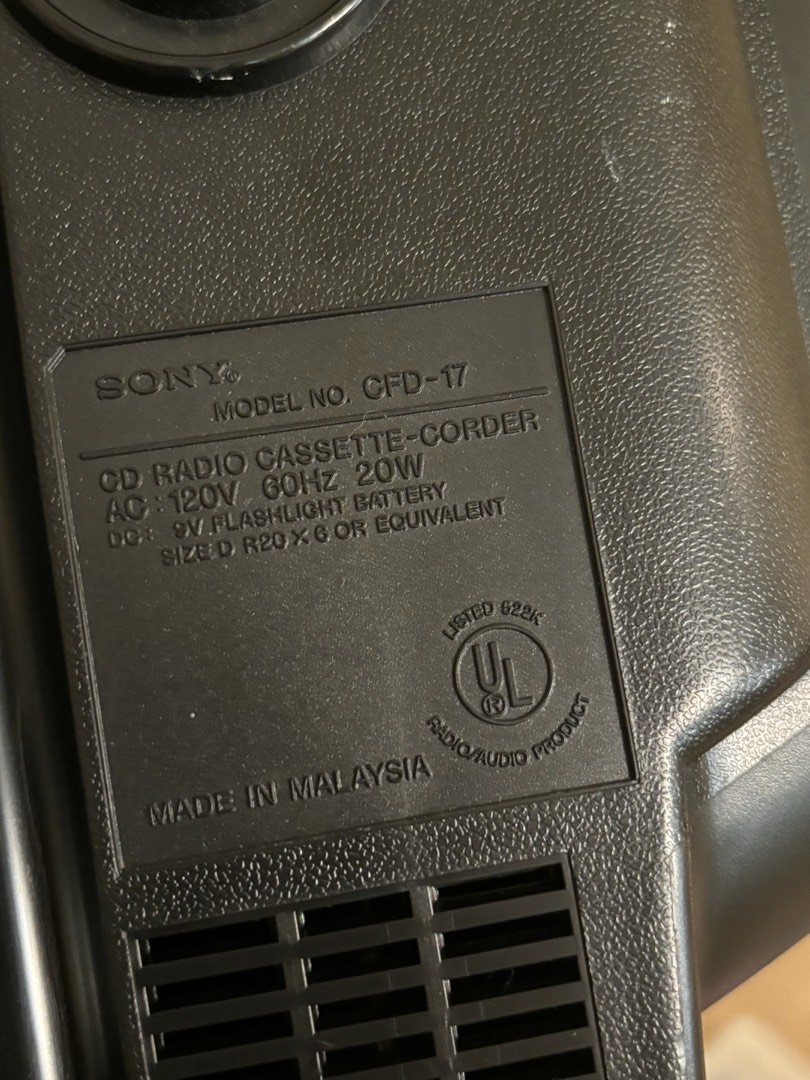 SONY®
MODEL NO. CFD-17
CD RADIO CASSETTE-CORDER
AC : 120V 60Hz 20W
DC : 9V FLASHLIGHT BATTERY
SIZE D R20 X 6 OR EQUIVALENT
LISTED 922K
UL®
RADIO/AUDIO PRODUCT
MADE IN MALAYSIA